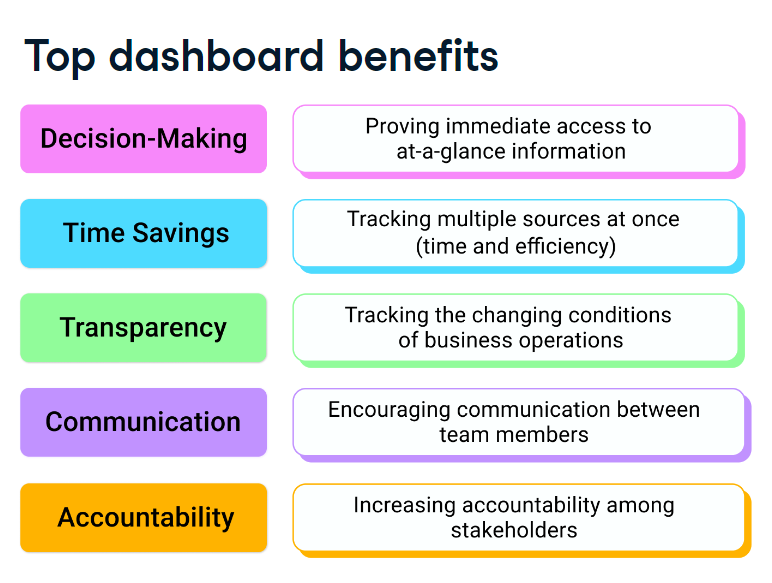 Top dashboard benefits
Decision-Making
Proving immediate access to
at-a-glance information
Time Savings
Tracking multiple sources at once
(time and efficiency)
Transparency
Tracking the changing conditions
of business operations
Communication
Encouraging communication between
team members
Accountability
Increasing accountability among
stakeholders